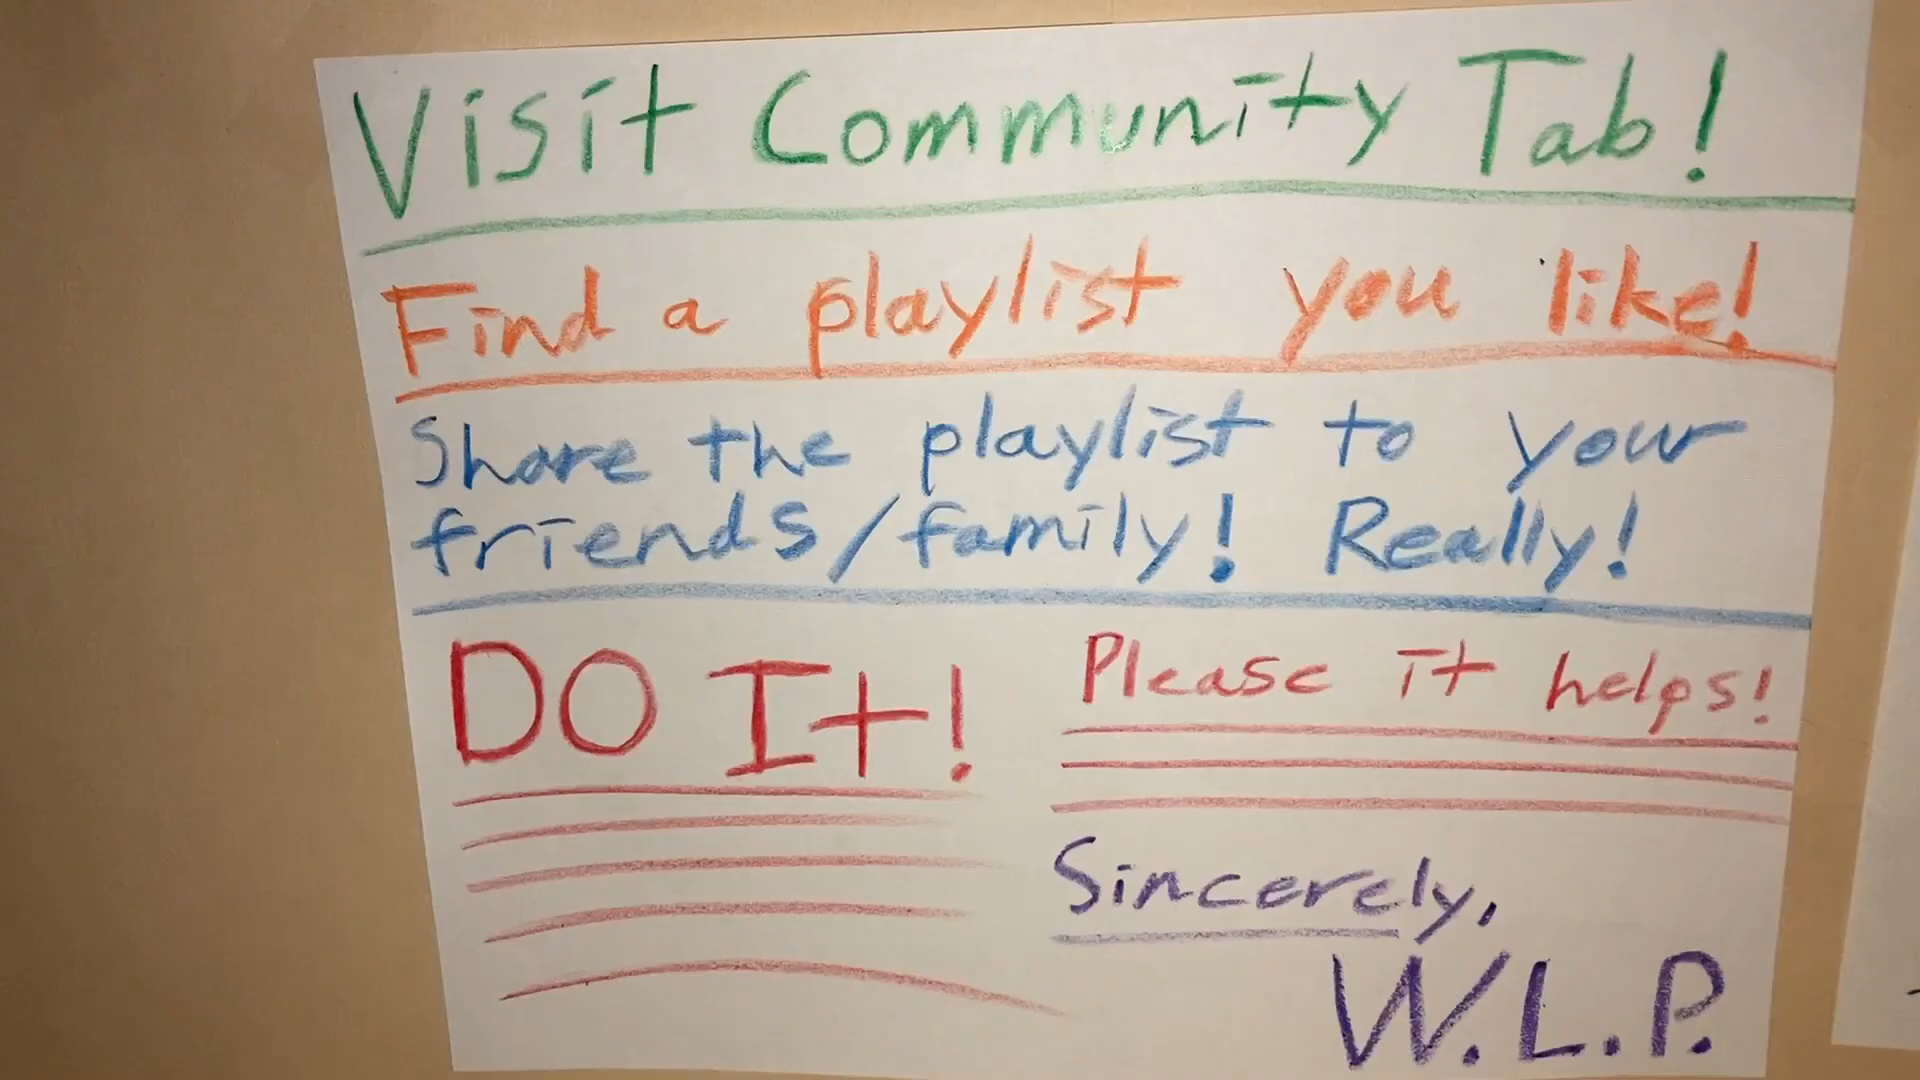 Visit Community Tab!
Find a playlist you like!
Share the playlist to your
friends/family! Really!
DO It!
Please it helps!
Sincerely,
W.L.P.